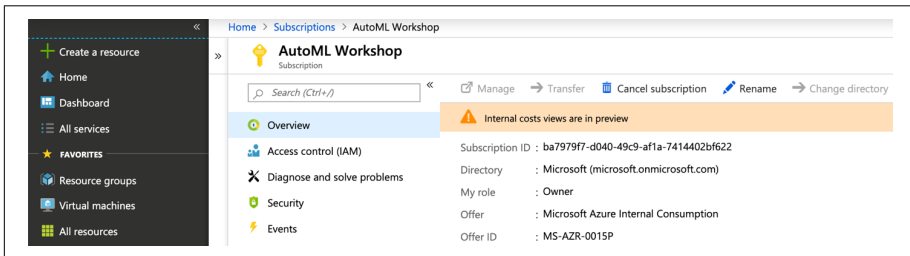 Home > Subscriptions > AutoML Workshop
Create a resource
Home
Dashboard
All services
FAVORITES
Resource groups
Virtual machines
All resources
AutoML Workshop
Subscription
Search (Ctrl+/)
Overview
Access control (IAM)
Diagnose and solve problems
Security
Events
Manage Transfer Cancel subscription Rename Change directory
Internal costs views are in preview
Subscription ID : ba7979f7-d040-49c9-af1a-7414402bf622
Directory : Microsoft (microsoft.onmicrosoft.com)
My role : Owner
Offer : Microsoft Azure Internal Consumption
Offer ID : MS-AZR-0015P